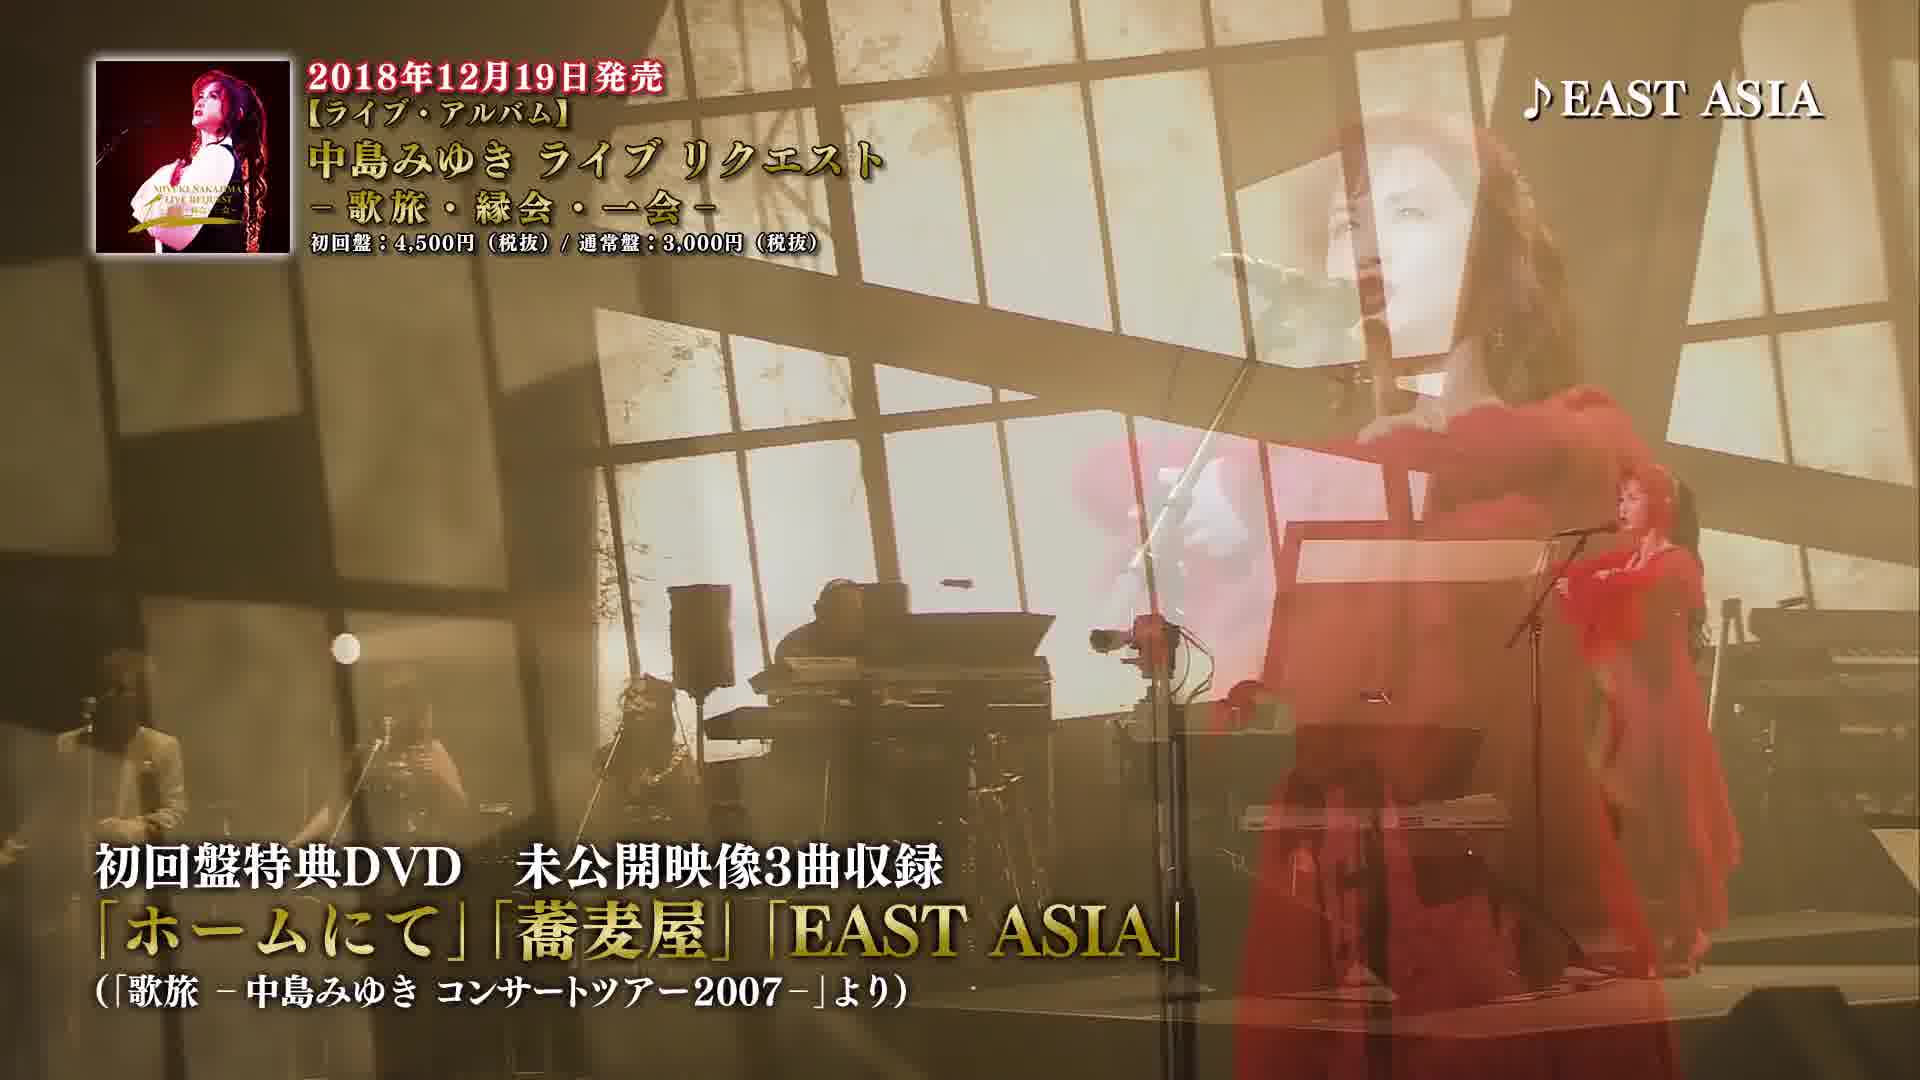 2018年12月19日発売
【ライブ・アルバム】
中島みゆき ライブ リクエスト
－歌旅・縁会・一会－
初回盤：4,500円（税抜）/ 通常盤：3,000円（税抜）
MIYUKI NAKAJIMA
LIVE REQUEST
♪EAST ASIA
初回盤特典DVD　未公開映像3曲収録
「ホームにて」「蕎麦屋」「EAST ASIA」
（「歌旅 －中島みゆき コンサートツアー2007－」より）